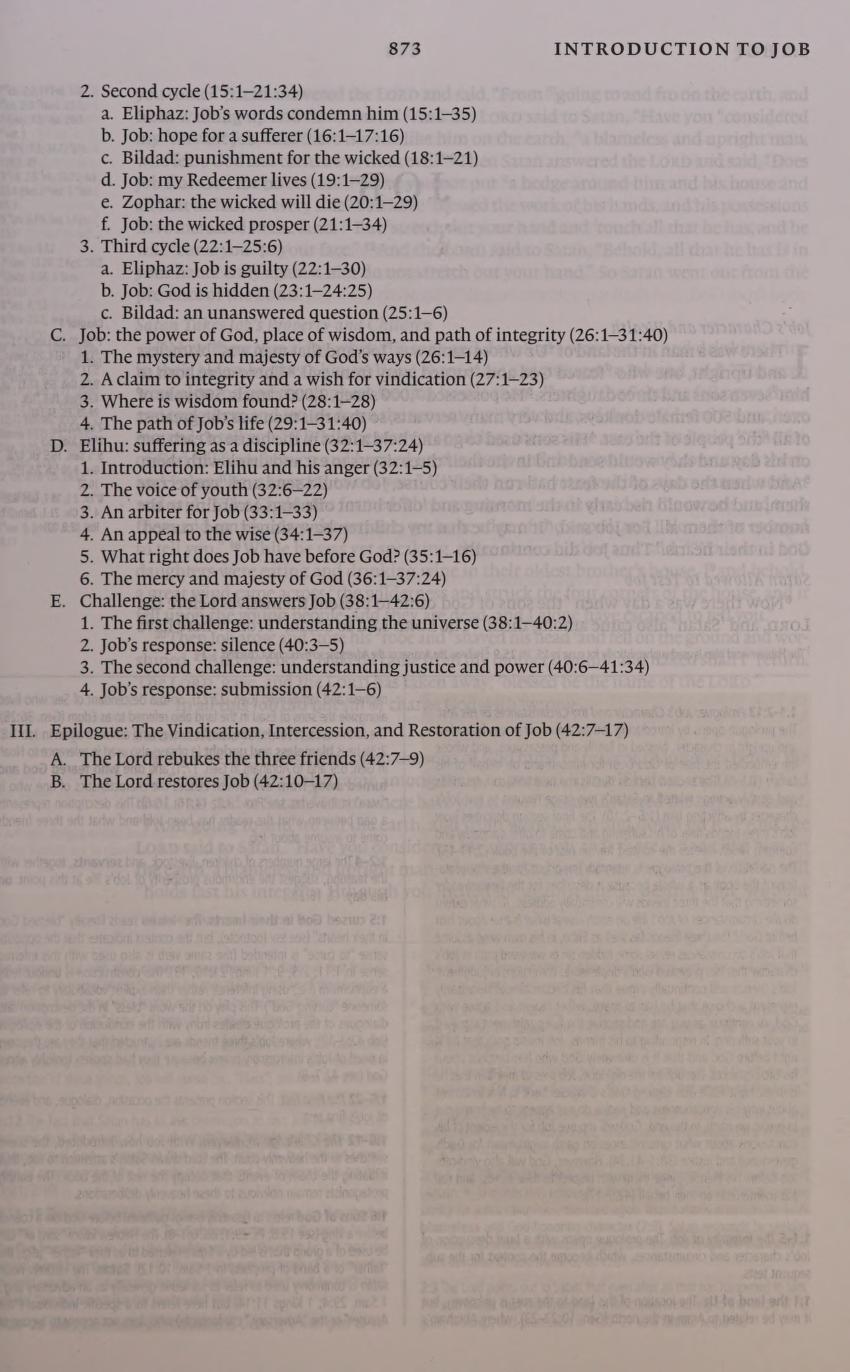 873 INTRODUCTION TO JOB
2. Second cycle (15:1–21:34)
a. Eliphaz: Job's words condemn him (15:1–35)
b. Job: hope for a sufferer (16:1–17:16)
c. Bildad: punishment for the wicked (18:1–21)
d. Job: my Redeemer lives (19:1–29)
e. Zophar: the wicked will die (20:1–29)
f. Job: the wicked prosper (21:1–34)
3. Third cycle (22:1–25:6)
a. Eliphaz: Job is guilty (22:1–30)
b. Job: God is hidden (23:1–24:25)
c. Bildad: an unanswered question (25:1–6)
C. Job: the power of God, place of wisdom, and path of integrity (26:1–31:40)
1. The mystery and majesty of God's ways (26:1–14)
2. A claim to integrity and a wish for vindication (27:1–23)
3. Where is wisdom found? (28:1–28)
4. The path of Job's life (29:1–31:40)
D. Elihu: suffering as a discipline (32:1–37:24)
1. Introduction: Elihu and his anger (32:1–5)
2. The voice of youth (32:6–22)
3. An arbiter for Job (33:1–33)
4. An appeal to the wise (34:1–37)
5. What right does Job have before God? (35:1–16)
6. The mercy and majesty of God (36:1–37:24)
E. Challenge: the Lord answers Job (38:1–42:6)
1. The first challenge: understanding the universe (38:1–40:2)
2. Job's response: silence (40:3–5)
3. The second challenge: understanding justice and power (40:6–41:34)
4. Job's response: submission (42:1–6)
III. Epilogue: The Vindication, Intercession, and Restoration of Job (42:7–17)
A. The Lord rebukes the three friends (42:7–9)
B. The Lord restores Job (42:10–17)